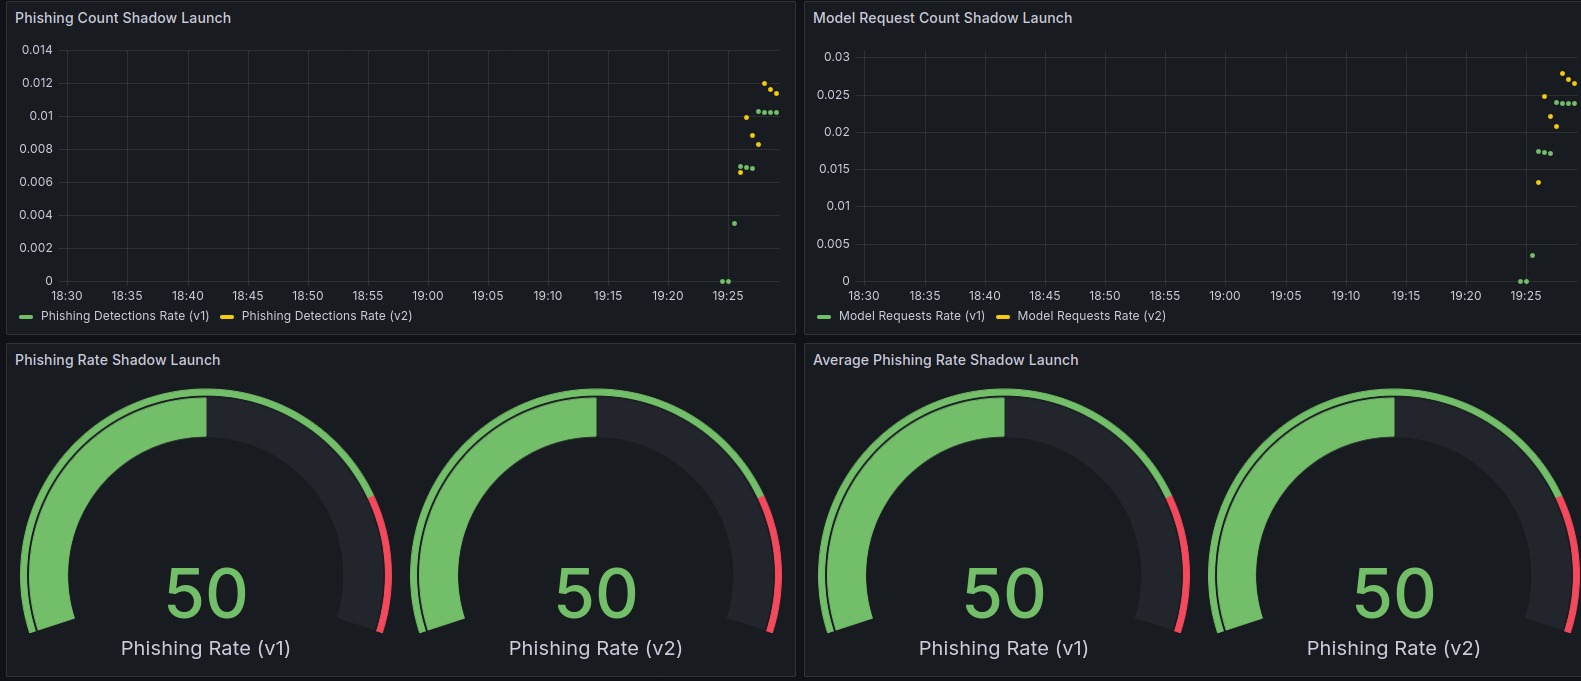 Phishing Count Shadow Launch
0.014
0.012
0.01
0.008
0.006
0.004
0.002
0
18:30 18:35 18:40 18:45 18:50 18:55 19:00 19:05 19:10 19:15 19:20 19:25
Phishing Detections Rate (v1) Phishing Detections Rate (v2)
Model Request Count Shadow Launch
0.03
0.025
0.02
0.015
0.01
0.005
0
18:30 18:35 18:40 18:45 18:50 18:55 19:00 19:05 19:10 19:15 19:20 19:25
Model Requests Rate (v1) Model Requests Rate (v2)
Phishing Rate Shadow Launch
50 50
Phishing Rate (v1) Phishing Rate (v2)
Average Phishing Rate Shadow Launch
50 50
Phishing Rate (v1) Phishing Rate (v2)